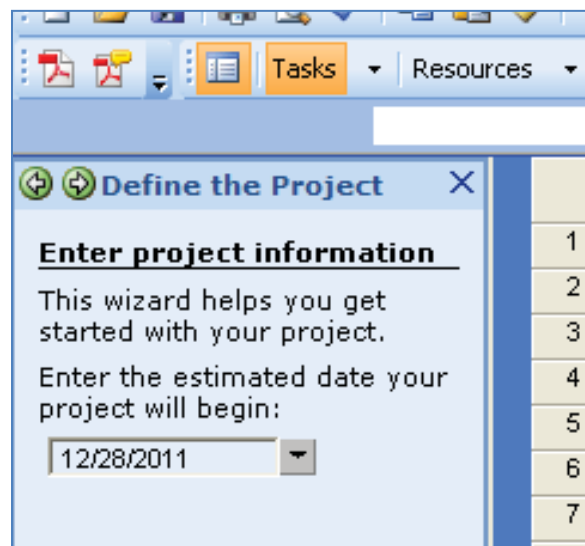 Tasks Resources
Define the Project
Enter project information
This wizard helps you get
started with your project.
Enter the estimated date your
project will begin:
12/28/2011
1
2
3
4
5
6
7